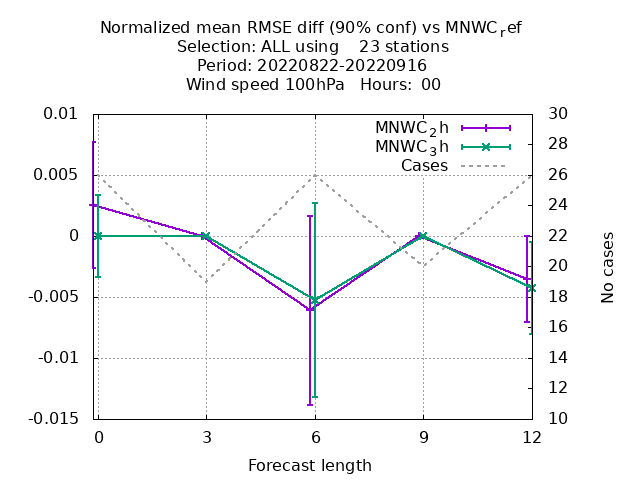 Normalized mean RMSE diff (90% conf) vs MNWC_ref
Selection: ALL using    23 stations
Period: 20220822-20220916
Wind speed 100hPa   Hours:  00
MNWC_2h
MNWC_3h
Cases
0.01
0.005
0
-0.005
-0.01
-0.015
30
28
26
24
22
20
18
16
14
12
10
No cases
0
3
6
9
12
Forecast length